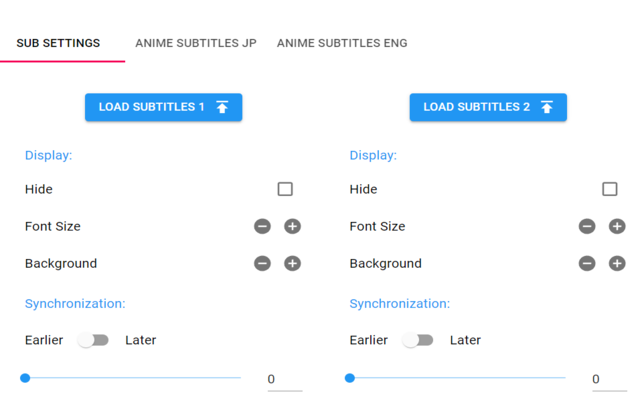 SUB SETTINGS ANIME SUBTITLES JP ANIME SUBTITLES ENG
LOAD SUBTITLES 1
Display:
Hide
Font Size
Background
Synchronization:
Earlier Later
0
LOAD SUBTITLES 2
Display:
Hide
Font Size
Background
Synchronization:
Earlier Later
0